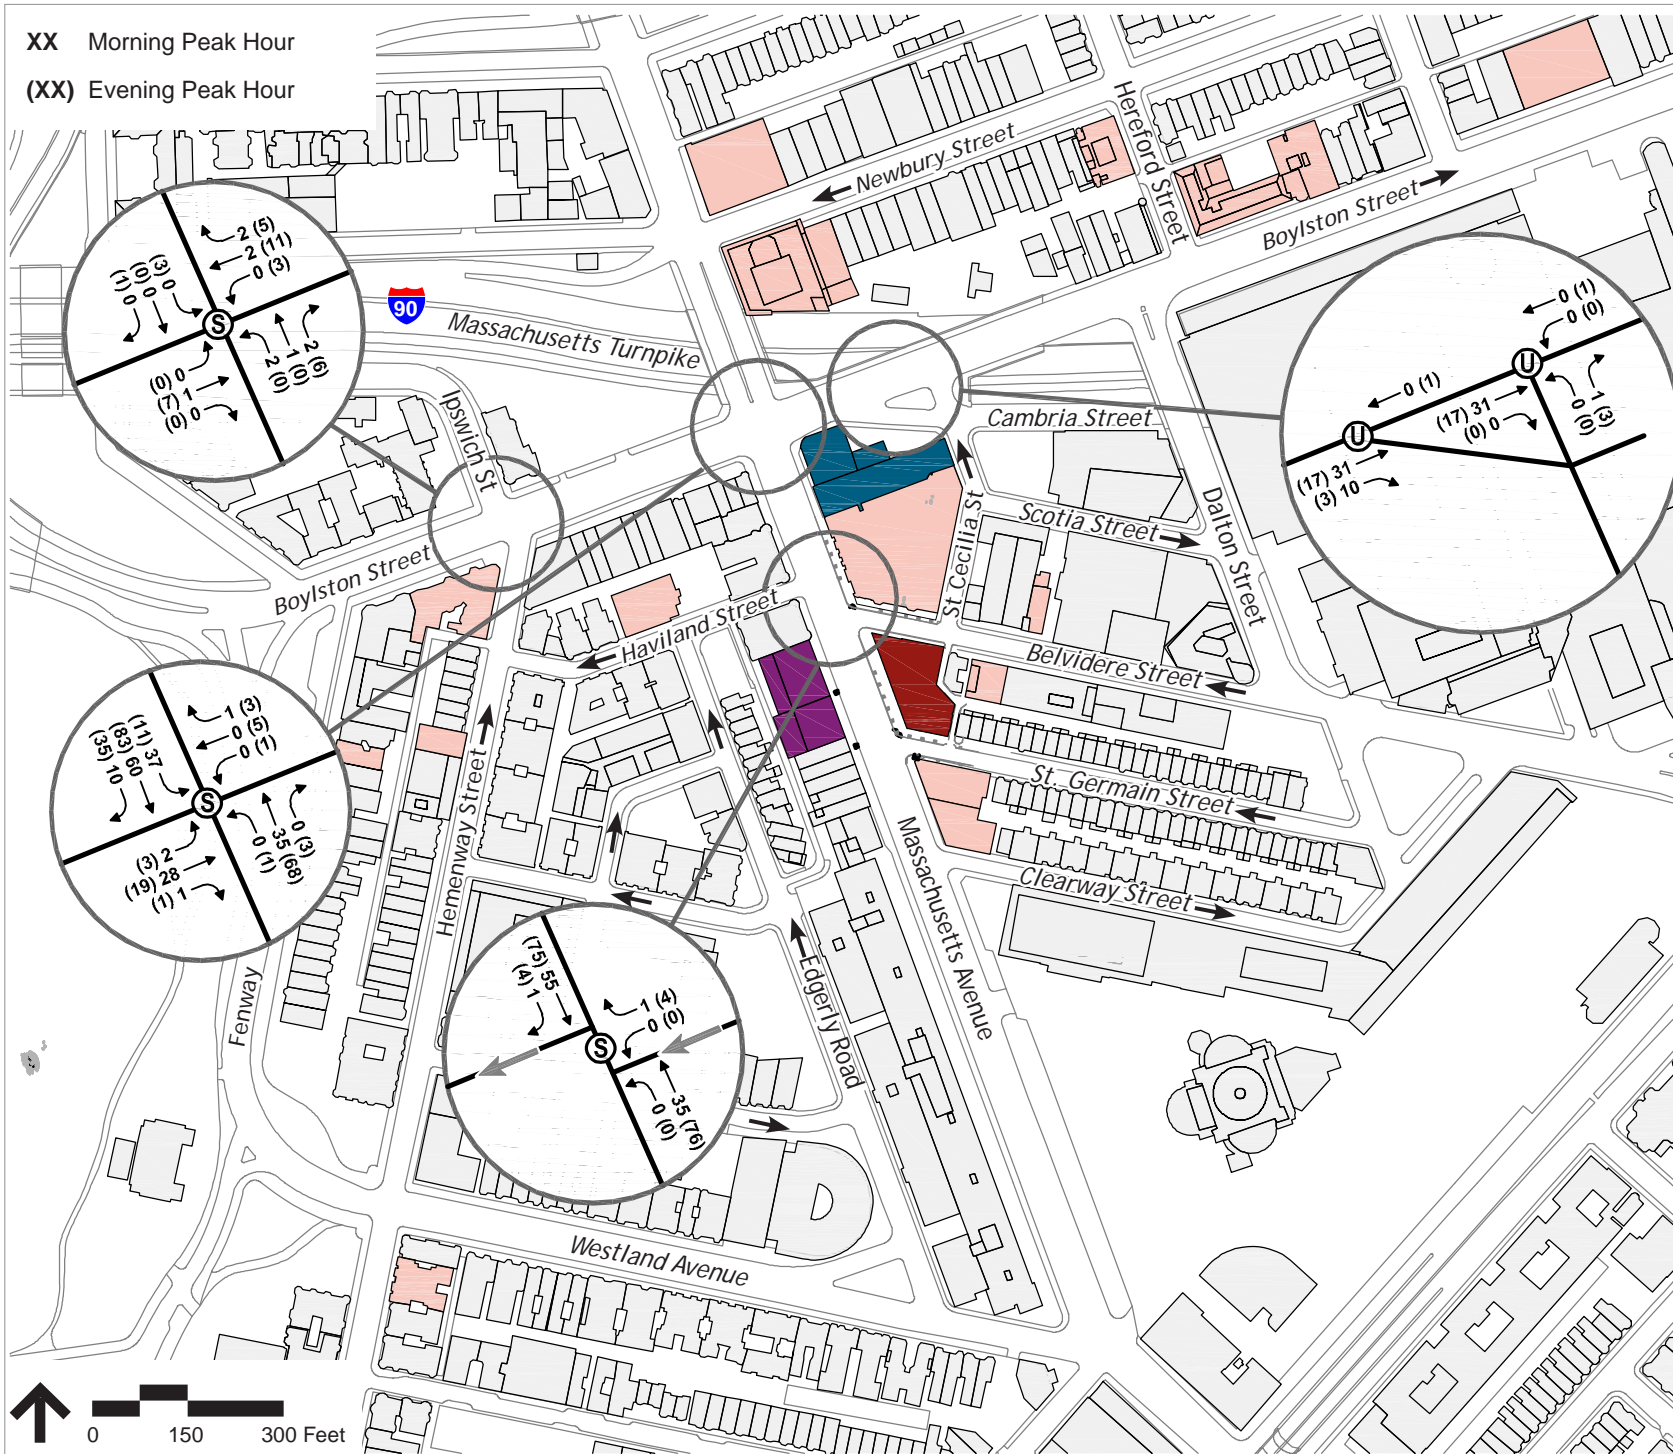 XX Morning Peak Hour
(XX) Evening Peak Hour
Hereford Street
Newbury Street
Boylston Street
2 (5)
2 (11)
0 (3)
(3) 0
(0) 0
(1) 0
S
2 (6)
1 (0)
2 (0)
(0) 0
(7) 1
(0) 0
90
Massachusetts Turnpike
0 (1)
0 (0)
U
0 (1)
(17) 31
(0) 0
1 (3)
0 (0)
U
(17) 31
(3) 10
Ipswich St
Cambria Street
Scotia Street
Dalton Street
St Cecilia St
Boylston Street
Haviland Street
Belvidere Street
1 (3)
0 (5)
0 (1)
(11) 37
(83) 60
(35) 10
S
0 (3)
35 (68)
0 (1)
(3) 2
(19) 28
(1) 1
Hemenway Street
St. Germain Street
Massachusetts Avenue
Clearway Street
Fenway
Edgerly Road
(75) 55
(4) 1
1 (4)
0 (0)
S
35 (76)
0 (0)
Westland Avenue
0 150 300 Feet